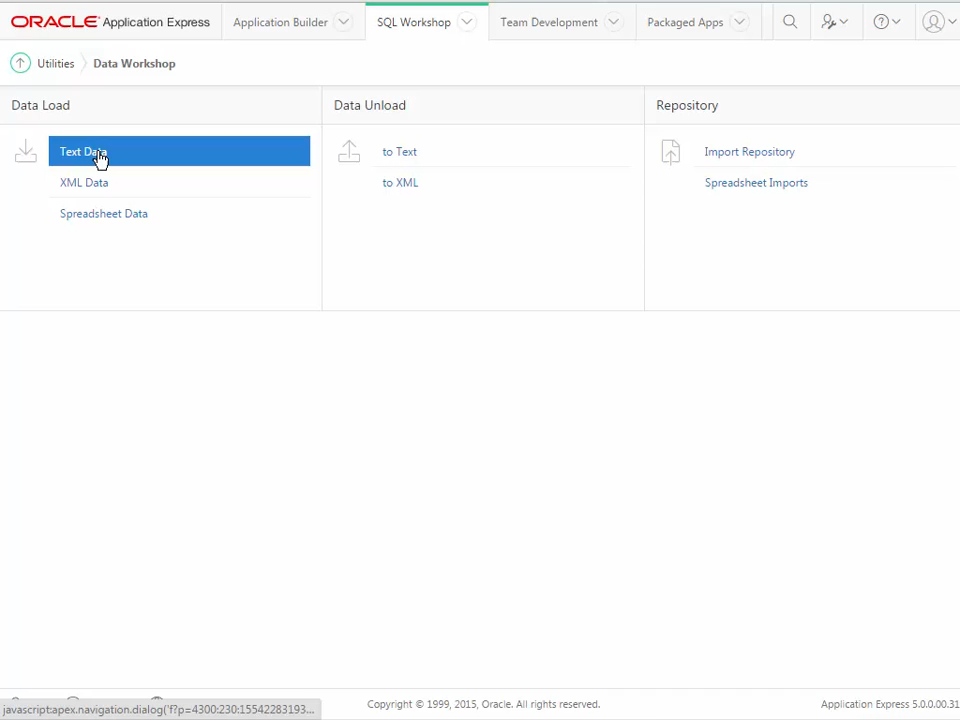 ORACLE Application Express
Application Builder
SQL Workshop
Team Development
Packaged Apps
Utilities
Data Workshop
Data Load
Data Unload
Repository
Text Data
to Text
Import Repository
XML Data
to XML
Spreadsheet Imports
Spreadsheet Data
javascript:apex.navigation.dialog('f?p=4300:230:15542283193...
Copyright © 1999, 2015, Oracle. All rights reserved.
Application Express 5.0.0.00.31